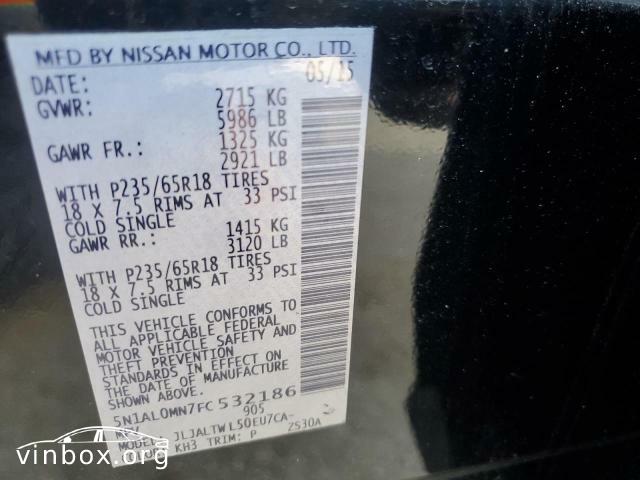 MFD BY NISSAN MOTOR CO., LTD.
DATE: 05/15
GVWR: 2715 KG
5986 LB
GAWR FR.: 1325 KG
2921 LB
WITH P235/65R18 TIRES
18 X 7.5 RIMS AT 33 PSI
COLD SINGLE
GAWR RR.: 1415 KG
3120 LB
WITH P235/65R18 TIRES
18 X 7.5 RIMS AT 33 PSI
COLD SINGLE
THIS VEHICLE CONFORMS TO
ALL APPLICABLE FEDERAL
MOTOR VEHICLE SAFETY AND
THEFT PREVENTION
STANDARDS IN EFFECT ON
THE DATE OF MANUFACTURE
SHOWN ABOVE.
5N1AL0MN7FC532186
905
MODEL: JLJALTWL50EU7CA-
KH3 TRIM: P ZS30A
vinbox.org